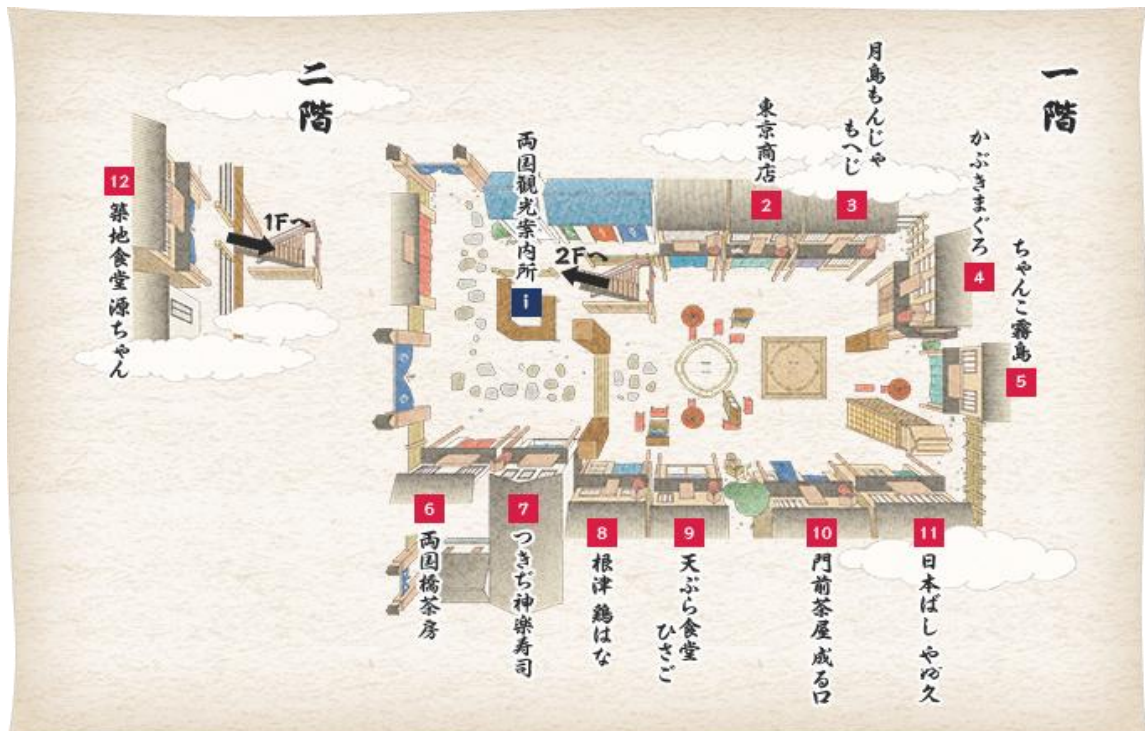 一階
二階
東京商店
2
月島もんじゃ
もへじ
3
かぶきまぐろ
4
ちゃんこ霧島
5
両国観光案内所
i
2Fへ
1Fへ
12
築地食堂 源ちゃん
6
両国橋茶房
7
つきぢ神楽寿司
8
根津 鶏はな
9
天ぷら食堂
ひさご
10
門前茶屋 成る口
11
日本ばし やぶ久